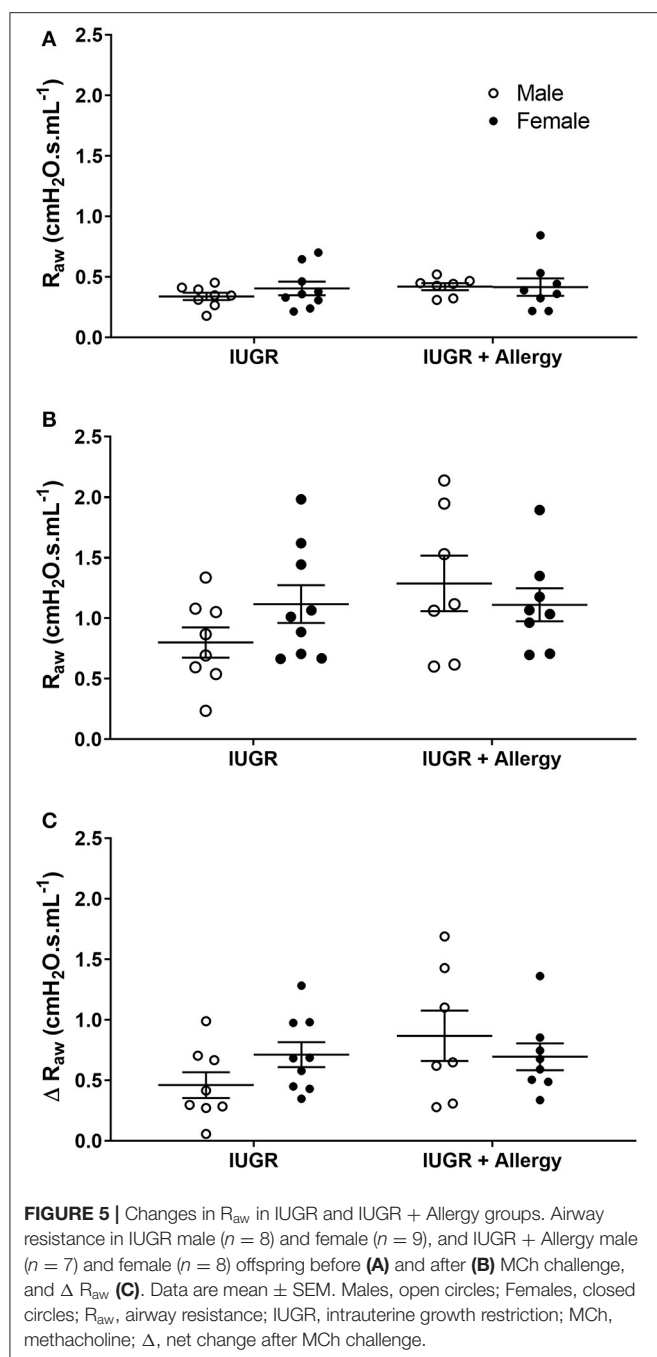 A
2.5
2.0
1.5
1.0
0.5
0.0
Raw (cmH2O.s.mL-1)
Male
Female
IUGR
IUGR + Allergy
B
2.5
2.0
1.5
1.0
0.5
0.0
Raw (cmH2O.s.mL-1)
IUGR
IUGR + Allergy
C
2.5
2.0
1.5
1.0
0.5
0.0
Δ Raw (cmH2O.s.mL-1)
IUGR
IUGR + Allergy
FIGURE 5 | Changes in Raw in IUGR and IUGR + Allergy groups. Airway
resistance in IUGR male (n = 8) and female (n = 9), and IUGR + Allergy male
(n = 7) and female (n = 8) offspring before (A) and after (B) MCh challenge,
and Δ Raw (C). Data are mean ± SEM. Males, open circles; Females, closed
circles; Raw, airway resistance; IUGR, intrauterine growth restriction; MCh,
methacholine; Δ, net change after MCh challenge.